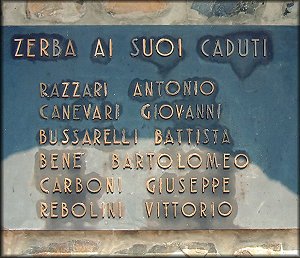 ZERBA AI SUOI CADUTI
RAZZARI ANTONIO
CANEVARI GIOVANNI
BUSSARELLI BATTISTA
BENE' BARTOLOMEO
CARBONI GIUSEPPE
REBOLINI VITTORIO